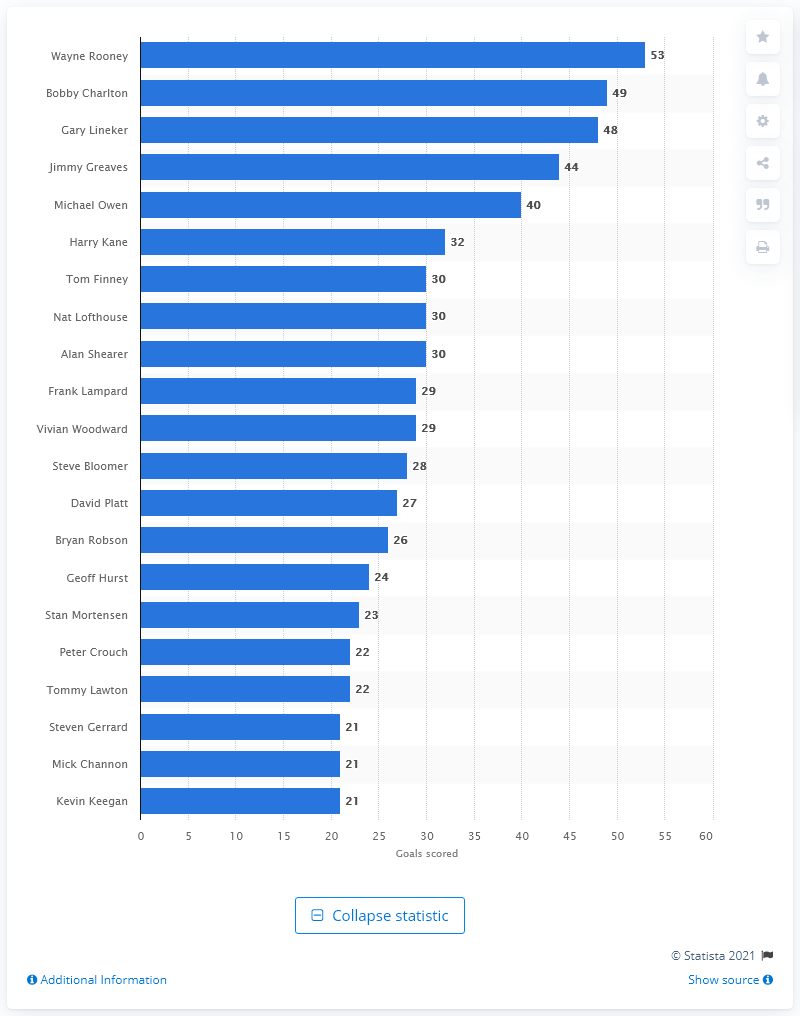 Wayne Rooney 53
Bobby Charlton 49
Gary Lineker 48
Jimmy Greaves 44
Michael Owen 40
Harry Kane 32
Tom Finney 30
Nat Lofthouse 30
Alan Shearer 30
Frank Lampard 29
Vivian Woodward 29
Steve Bloomer 28
David Platt 27
Bryan Robson 26
Geoff Hurst 24
Stan Mortensen 23
Peter Crouch 22
Tommy Lawton 22
Steven Gerrard 21
Mick Channon 21
Kevin Keegan 21
0 5 10 15 20 25 30 35 40 45 50 55 60
Goals scored
Collapse statistic
© Statista 2021
Additional Information Show source